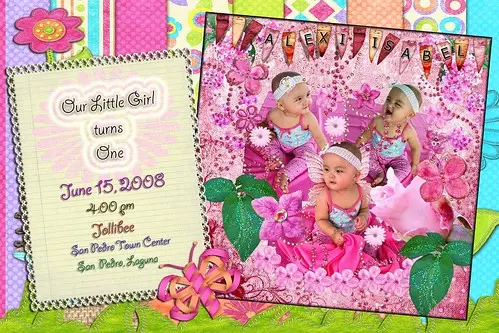 Our Little Girl
turns
One
June 15, 2008
4:00 pm
Jollibee
San Pedro Town Center
San Pedro, Laguna
ALEXI ISABEL